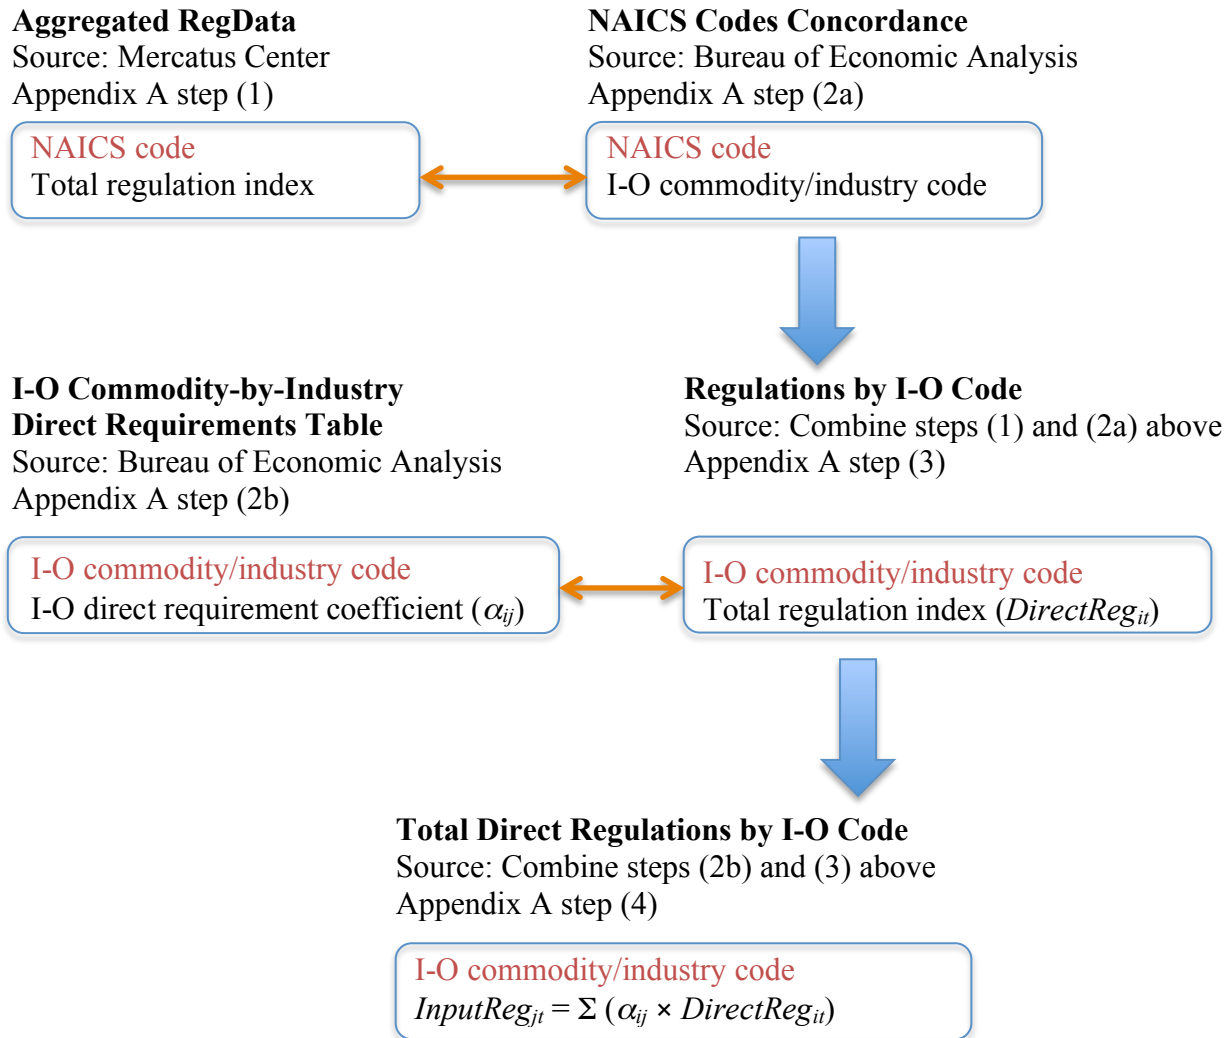 Aggregated RegData
Source: Mercatus Center
Appendix A step (1)
NAICS code
Total regulation index
NAICS Codes Concordance
Source: Bureau of Economic Analysis
Appendix A step (2a)
NAICS code
I-O commodity/industry code
I-O Commodity-by-Industry
Direct Requirements Table
Source: Bureau of Economic Analysis
Appendix A step (2b)
I-O commodity/industry code
I-O direct requirement coefficient (αij)
Regulations by I-O Code
Source: Combine steps (1) and (2a) above
Appendix A step (3)
I-O commodity/industry code
Total regulation index (DirectRegit)
Total Direct Regulations by I-O Code
Source: Combine steps (2b) and (3) above
Appendix A step (4)
I-O commodity/industry code
InputRegjt = Σ (αij × DirectRegit)